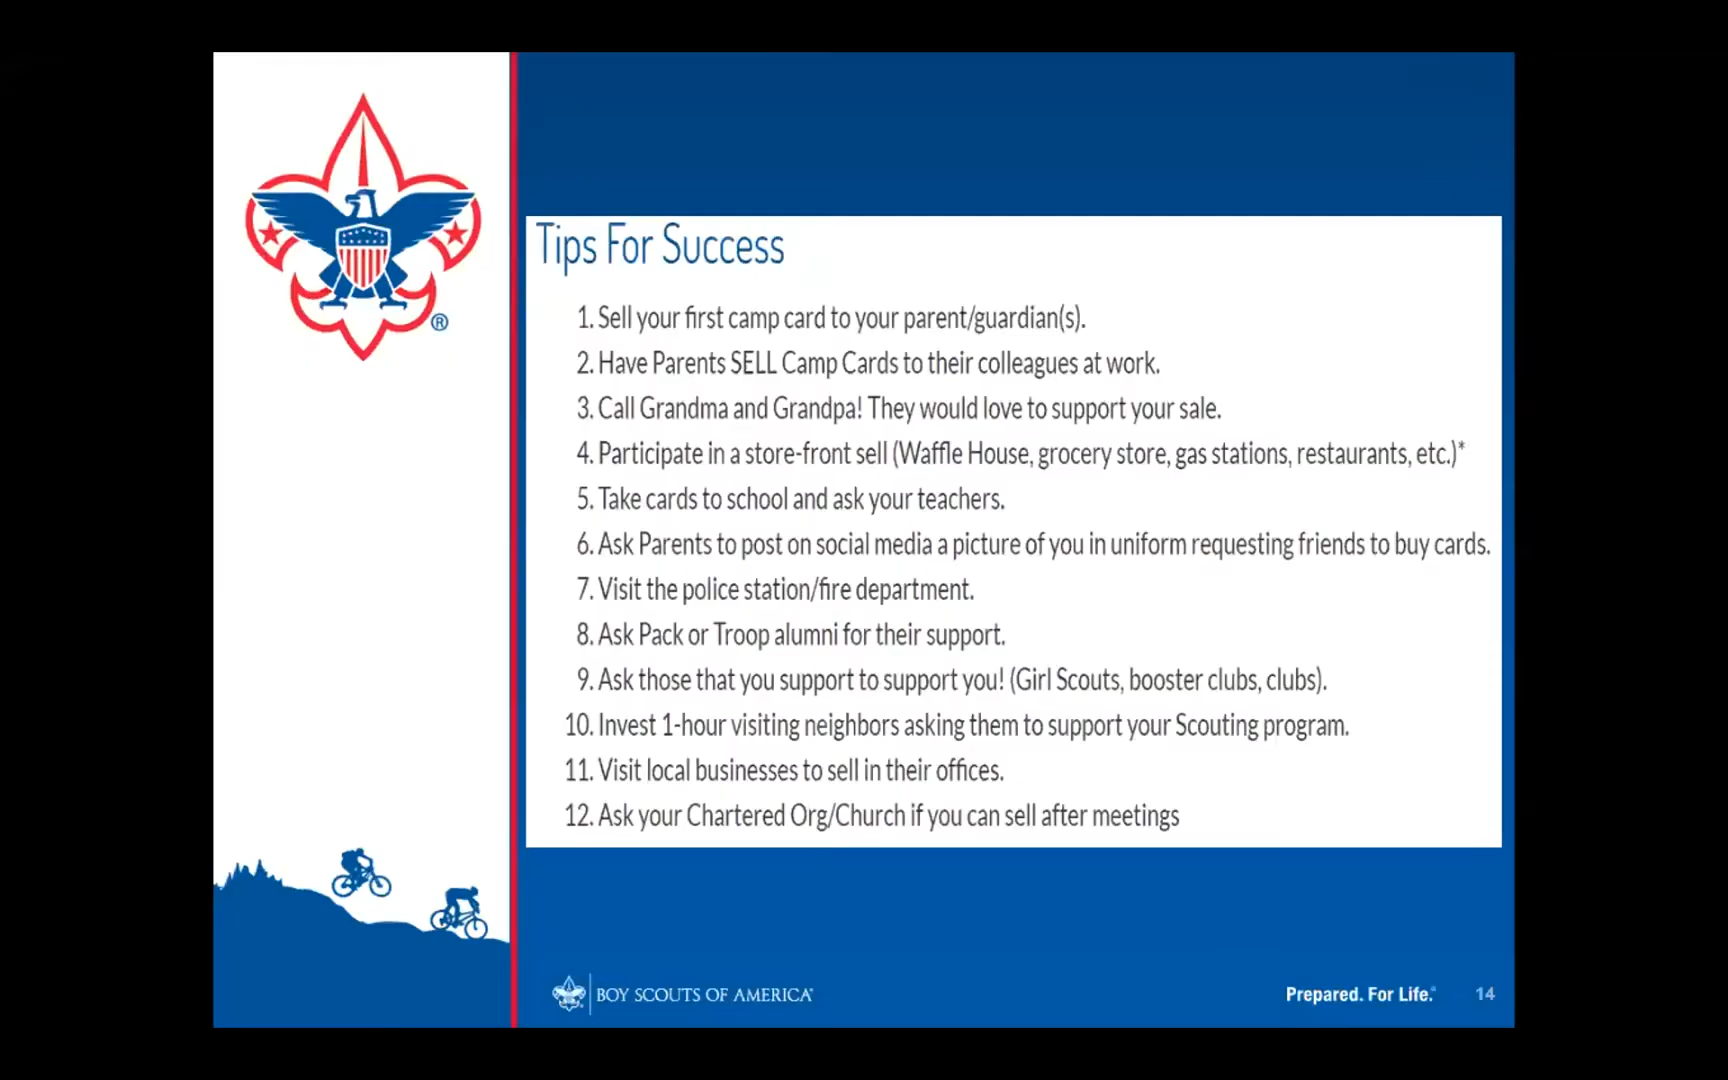 Tips For Success
1. Sell your first camp card to your parent/guardian(s).
2. Have Parents SELL Camp Cards to their colleagues at work.
3. Call Grandma and Grandpa! They would love to support your sale.
4. Participate in a store-front sell (Waffle House, grocery store, gas stations, restaurants, etc.)*
5. Take cards to school and ask your teachers.
6. Ask Parents to post on social media a picture of you in uniform requesting friends to buy cards.
7. Visit the police station/fire department.
8. Ask Pack or Troop alumni for their support.
9. Ask those that you support to support you! (Girl Scouts, booster clubs, clubs).
10. Invest 1-hour visiting neighbors asking them to support your Scouting program.
11. Visit local businesses to sell in their offices.
12. Ask your Chartered Org/Church if you can sell after meetings
®
BOY SCOUTS OF AMERICA®
Prepared. For Life.®
14